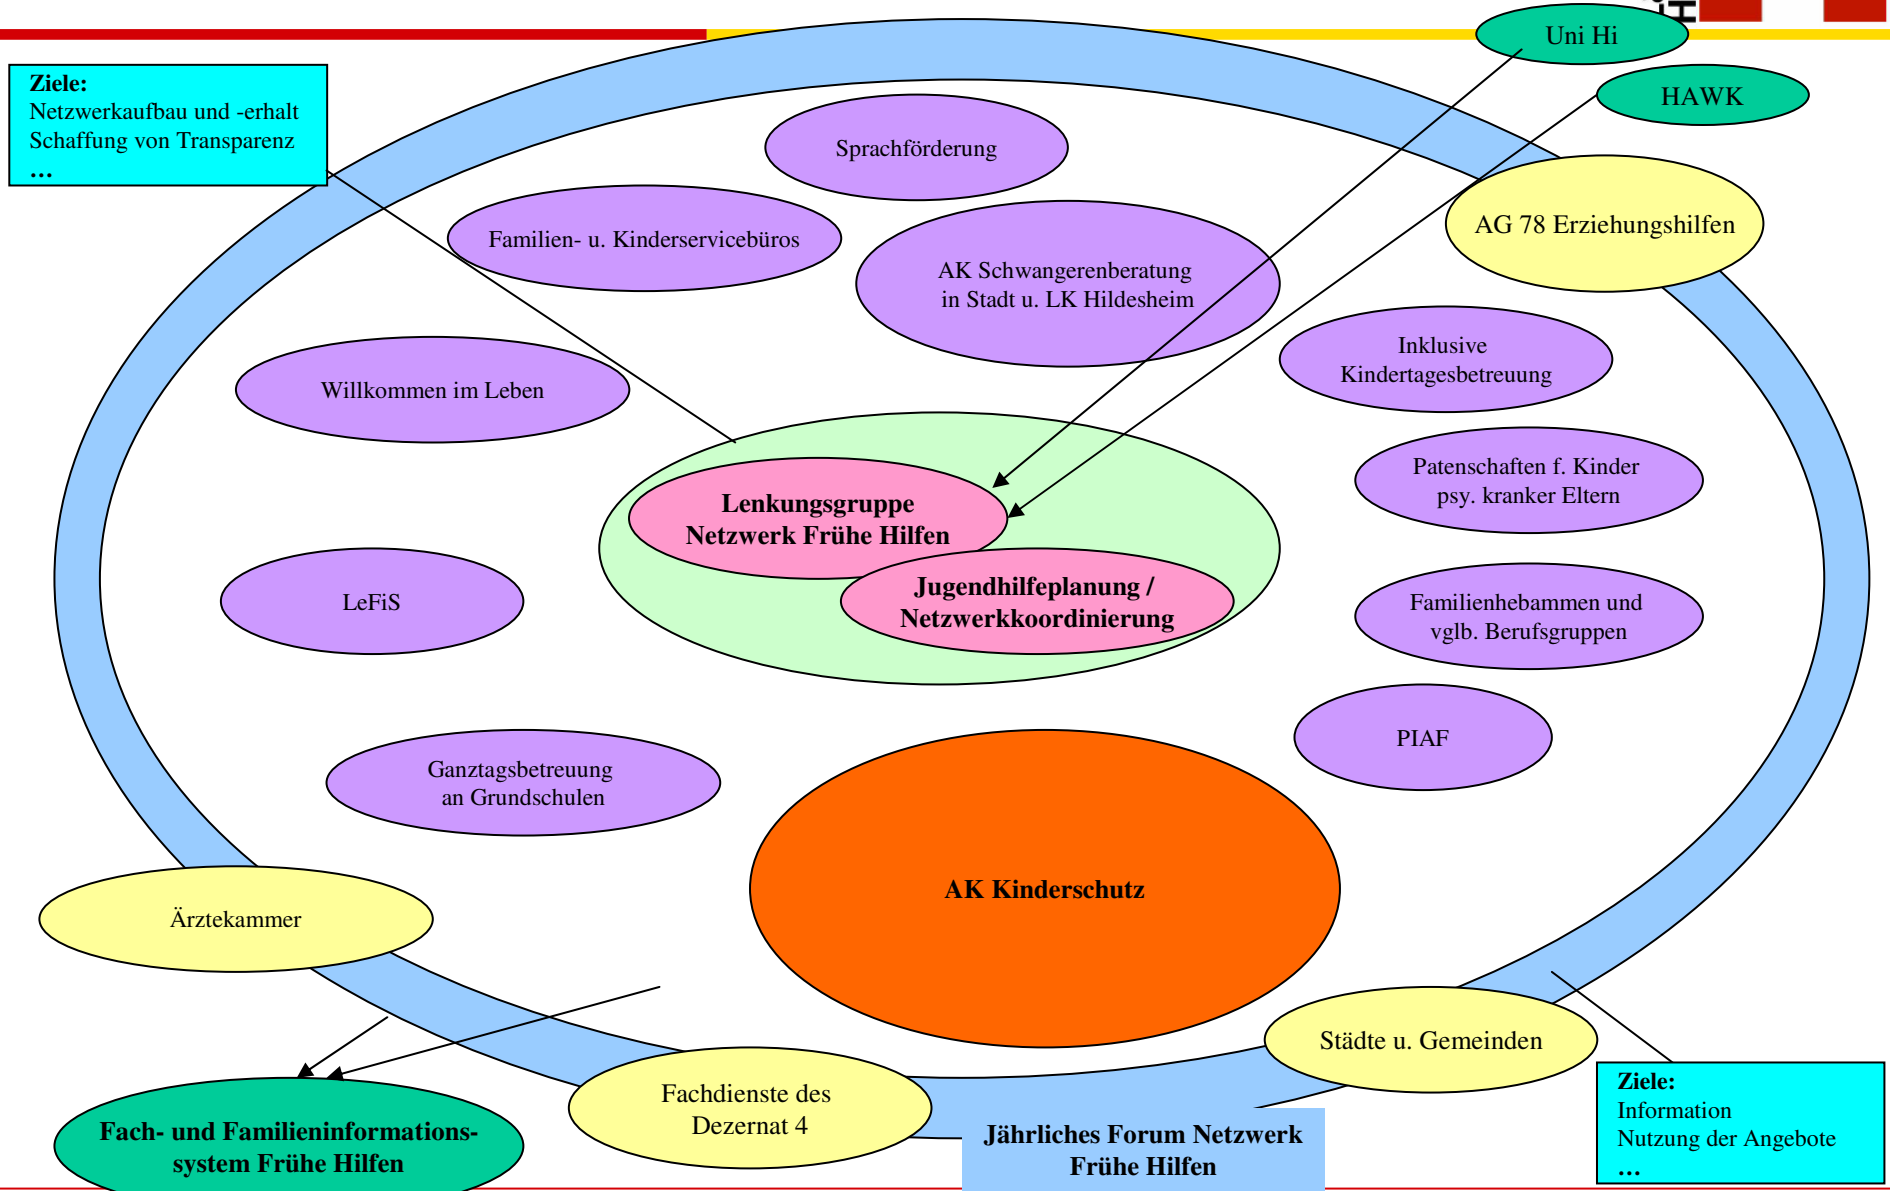 Uni Hi
HAWK
Ziele:
Netzwerkaufbau und -erhalt
Schaffung von Transparenz
…
Sprachförderung
Familien- u. Kinderservicebüros
AK Schwangerenberatung
in Stadt u. LK Hildesheim
AG 78 Erziehungshilfen
Willkommen im Leben
Inklusive
Kindertagesbetreuung
Patenschaften f. Kinder
psy. kranker Eltern
Lenkungsgruppe
Netzwerk Frühe Hilfen
Jugendhilfeplanung /
Netzwerkkoordinierung
LeFiS
Familienhebammen und
vglb. Berufsgruppen
PIAF
Ganztagsbetreuung
an Grundschulen
AK Kinderschutz
Ärztekammer
Städte u. Gemeinden
Fachdienste des
Dezernat 4
Fach- und Familieninformations-
system Frühe Hilfen
Jährliches Forum Netzwerk
Frühe Hilfen
Ziele:
Information
Nutzung der Angebote
…